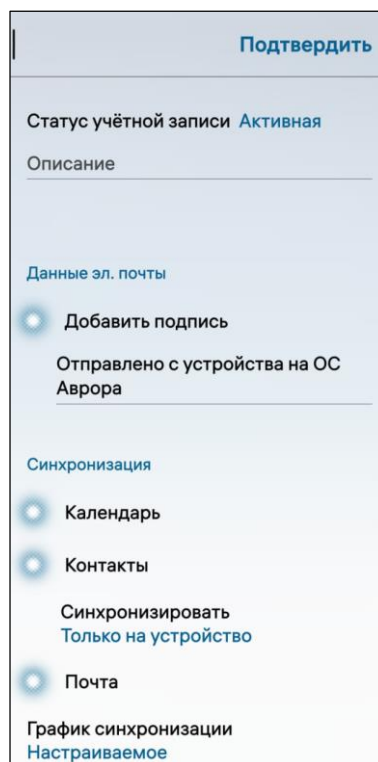 Подтвердить
Статус учётной записи Активная
Описание
Данные эл. почты
Добавить подпись
Отправлено с устройства на ОС
Аврора
Синхронизация
Календарь
Контакты
Синхронизировать
Только на устройство
Почта
График синхронизации
Настраиваемое